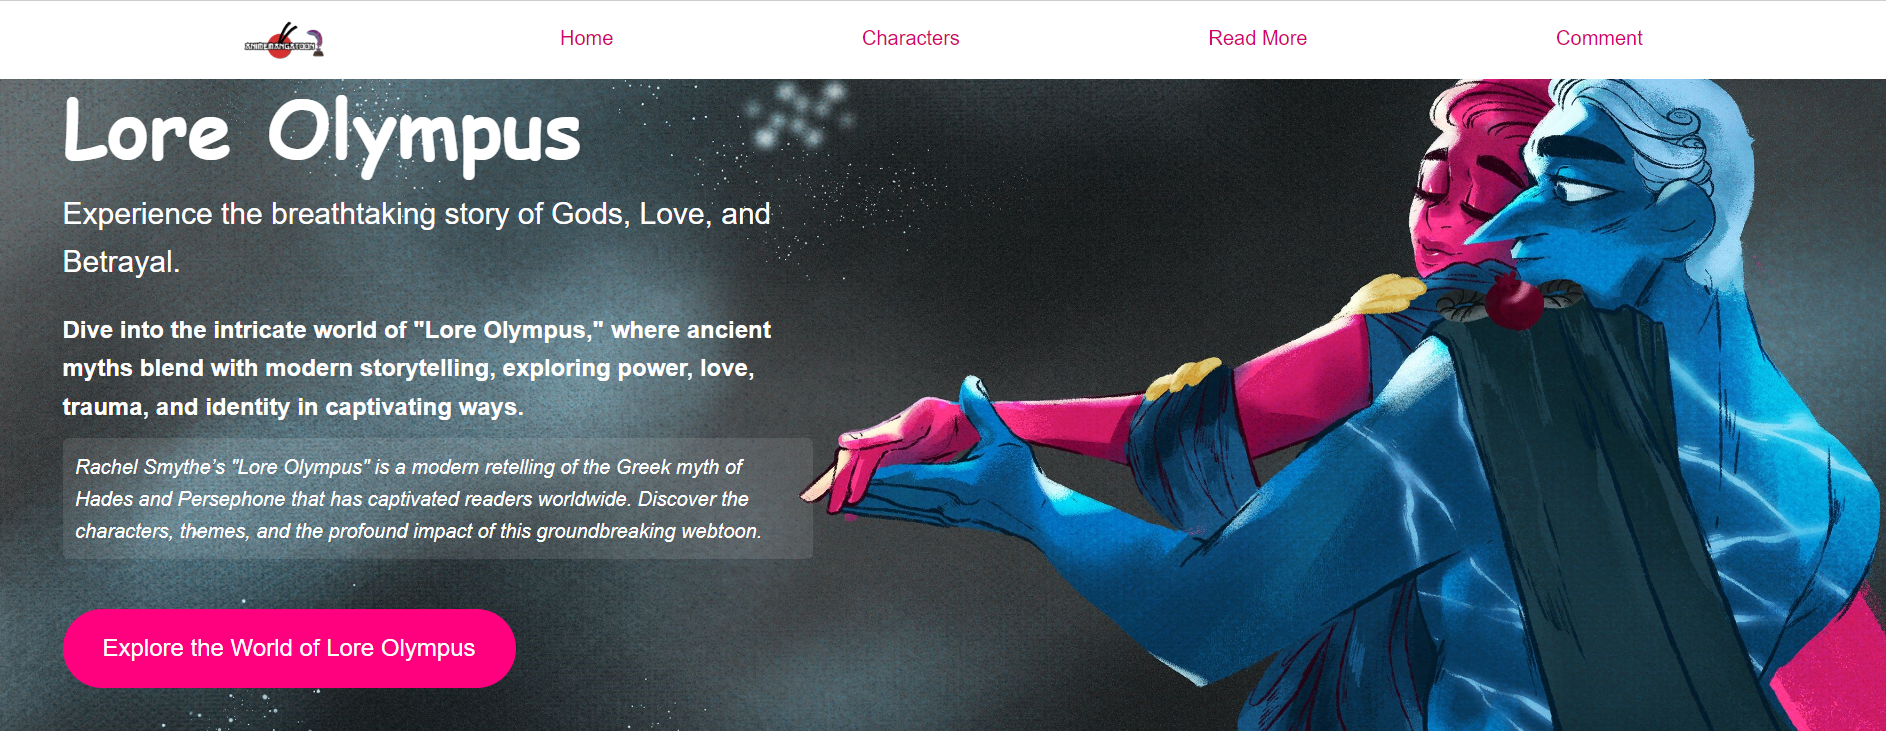 ANIMEMANGATOON
Home
Characters
Read More
Comment
Lore Olympus
Experience the breathtaking story of Gods, Love, and
Betrayal.
Dive into the intricate world of "Lore Olympus," where ancient
myths blend with modern storytelling, exploring power, love,
trauma, and identity in captivating ways.
Rachel Smythe’s "Lore Olympus" is a modern retelling of the Greek myth of
Hades and Persephone that has captivated readers worldwide. Discover the
characters, themes, and the profound impact of this groundbreaking webtoon.
Explore the World of Lore Olympus